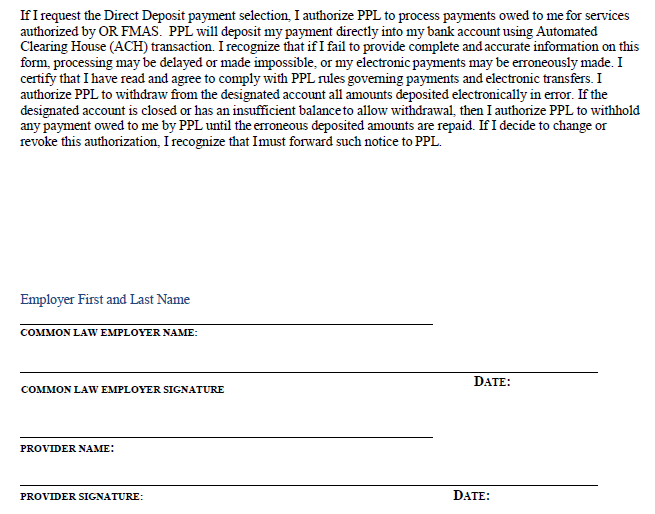 If I request the Direct Deposit payment selection, I authorize PPL to process payments owed to me for services
authorized by OR FMAS. PPL will deposit my payment directly into my bank account using Automated
Clearing House (ACH) transaction. I recognize that if I fail to provide complete and accurate information on this
form, processing may be delayed or made impossible, or my electronic payments may be erroneously made. I
certify that I have read and agree to comply with PPL rules governing payments and electronic transfers. I
authorize PPL to withdraw from the designated account all amounts deposited electronically in error. If the
designated account is closed or has an insufficient balance to allow withdrawal, then I authorize PPL to withhold
any payment owed to me by PPL until the erroneous deposited amounts are repaid. If I decide to change or
revoke this authorization, I recognize that I must forward such notice to PPL.
Employer First and Last Name
COMMON LAW EMPLOYER NAME:
COMMON LAW EMPLOYER SIGNATURE DATE:
PROVIDER NAME:
PROVIDER SIGNATURE: DATE: